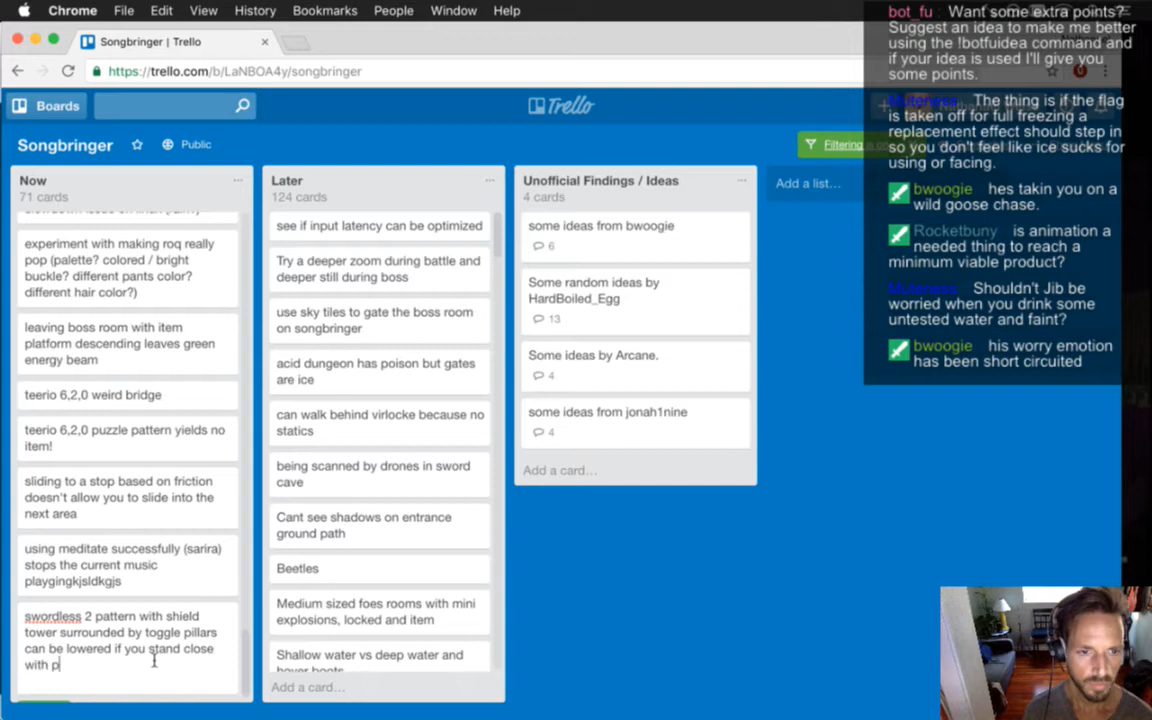 Chrome File Edit View History Bookmarks People Window Help
Songbringer | Trello
https://trello.com/b/LaNBOA4y/songbringer
Boards
Trello
Songbringer
Public
Filtering
Now
71 cards
experiment with making roq really
pop (palette? colored / bright
buckle? different pants color?
different hair color?)
leaving boss room with item
platform descending leaves green
energy beam
teerio 6,2,0 weird bridge
teerio 6,2,0 puzzle pattern yields no
item!
sliding to a stop based on friction
doesn't allow you to slide into the
next area
using meditate successfully (sarira)
stops the current music
playgingkjsldkgjs
swordless 2 pattern with shield
tower surrounded by toggle pillars
can be lowered if you stand close
with p
Later
124 cards
see if input latency can be optimized
Try a deeper zoom during battle and
deeper still during boss
use sky tiles to gate the boss room
on songbringer
acid dungeon has poison but gates
are ice
can walk behind virlocke because no
statics
being scanned by drones in sword
cave
Cant see shadows on entrance
ground path
Beetles
Medium sized foes rooms with mini
explosions, locked and item
Shallow water vs deep water and
hover boots
Add a card…
Unofficial Findings / Ideas
4 cards
some ideas from bwoogie
6
Some random ideas by
HardBoiled_Egg
13
Some ideas by Arcane.
4
some ideas from jonah1nine
4
Add a card…
Add a list…
bot_fu : Want some extra points?
Suggest an idea to make me better
using the !botfuidea command and
if your idea is used I'll give you
some points.
Muteness The thing is if the flag
is taken off for full freezing a
replacement effect should step in
so you don't feel like ice sucks for
using or facing.
bwoogie hes takin you on a
wild goose chase.
Rocketbuny is animation a
needed thing to reach a
minimum viable product?
Muteness Shouldn't Jib be
worried when you drink some
untested water and faint?
bwoogie his worry emotion
has been short circuited